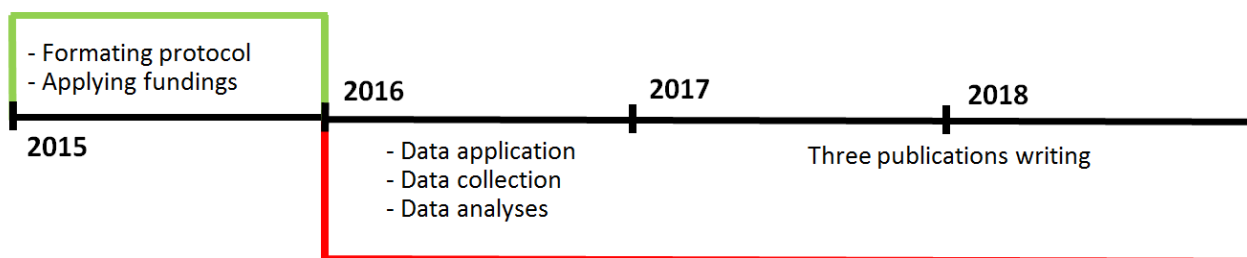 - Formating protocol
- Applying fundings
2015
2016
2017
2018
- Data application
- Data collection
- Data analyses
Three publications writing